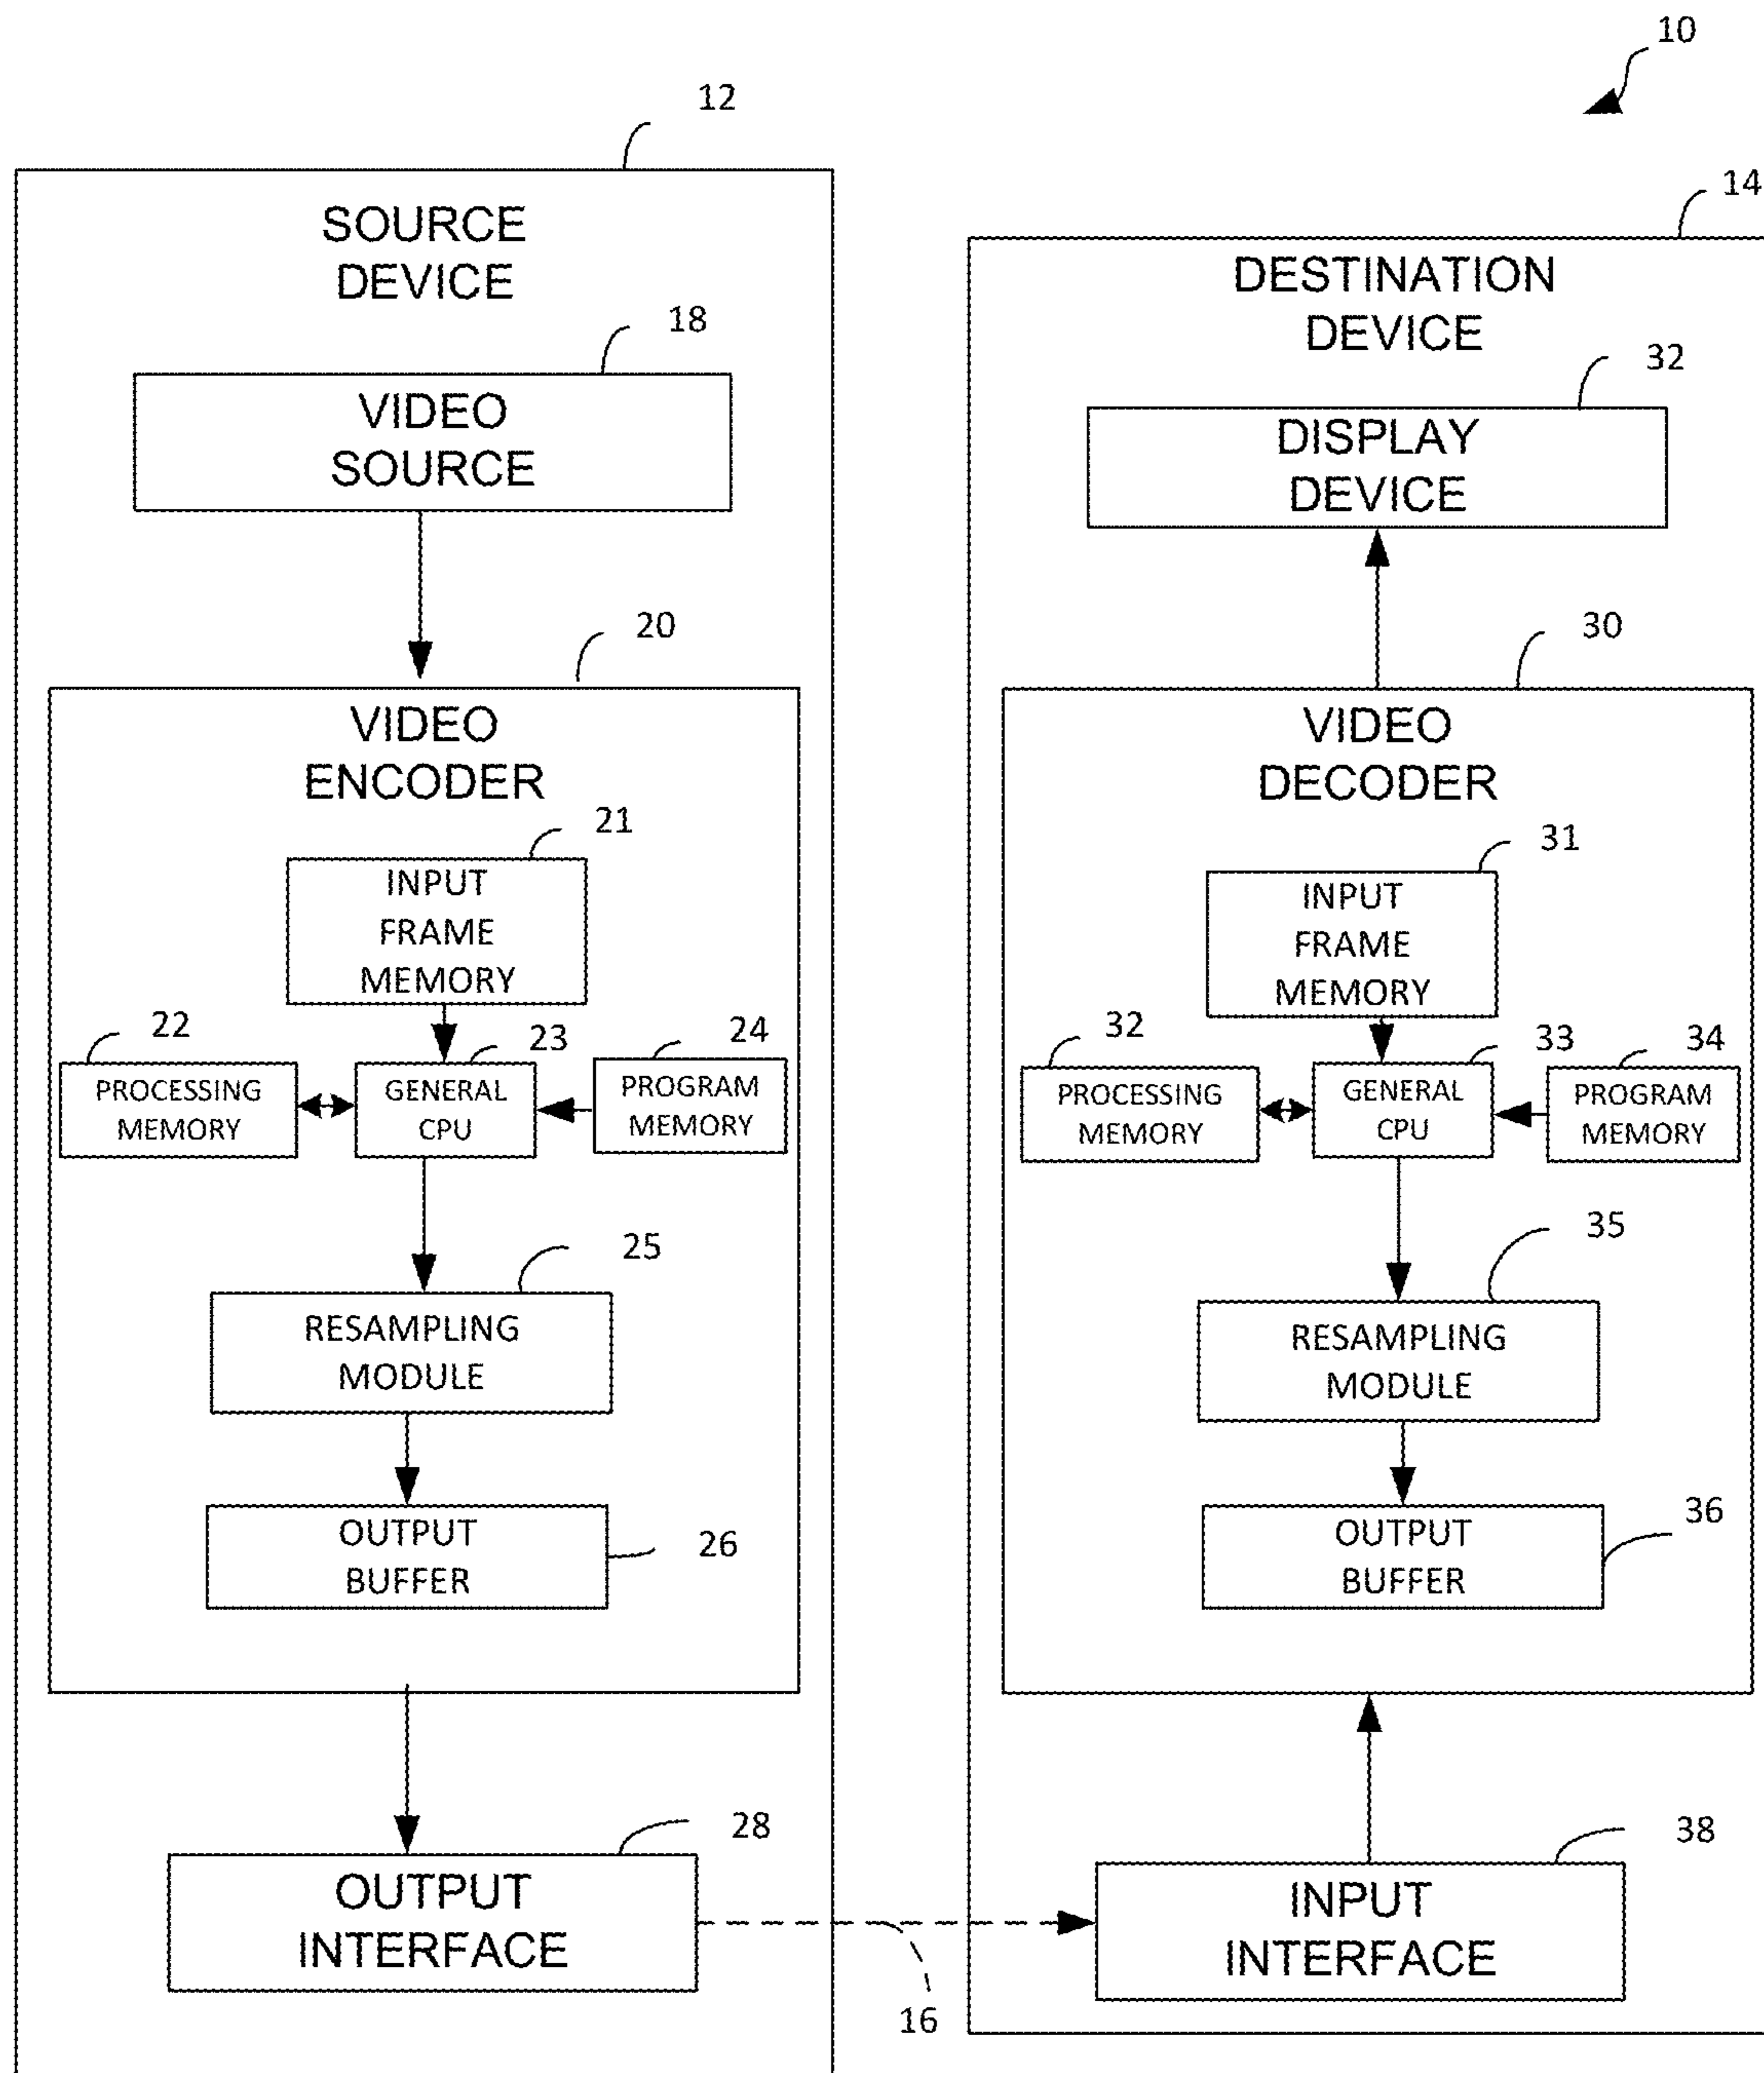 10
12
SOURCE
DEVICE
18
VIDEO
SOURCE
20
VIDEO
ENCODER
21
INPUT
FRAME
MEMORY
22
23
24
PROCESSING
MEMORY
GENERAL
CPU
PROGRAM
MEMORY
25
RESAMPLING
MODULE
OUTPUT
BUFFER
26
28
OUTPUT
INTERFACE
16
14
DESTINATION
DEVICE
32
DISPLAY
DEVICE
30
VIDEO
DECODER
31
INPUT
FRAME
MEMORY
32
33
34
PROCESSING
MEMORY
GENERAL
CPU
PROGRAM
MEMORY
35
RESAMPLING
MODULE
36
OUTPUT
BUFFER
38
INPUT
INTERFACE